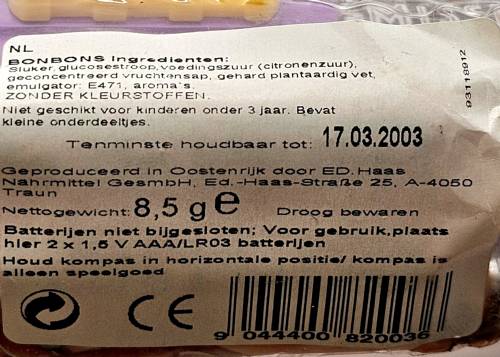 NL
BONBONS Ingrediënten:
Suiker, glucosestroop, voedingszuur (citronenzuur),
geconcentreerd vruchtensap, gehard plantaardig vet,
emulgator: E471, aroma's.
ZONDER KLEURSTOFFEN.
Niet geschikt voor kinderen onder 3 jaar. Bevat
kleine onderdeeltjes.
Tenminste houdbaar tot: 17.03.2003
Geproduceerd in Oostenrijk door ED. Haas
Nahrmittel GesmbH, Ed.-Haas-Straße 25, A-4050
Traun
Nettogewicht: 8,5 g e Droog bewaren
Batterijen niet bijgesloten; Voor gebruik, plaats
hier 2 x 1,5 V AAA/LR03 batterijen
Houd kompas in horizontale positie/ kompas is
alleen speelgoed
CE
9 044400 820036
93118912